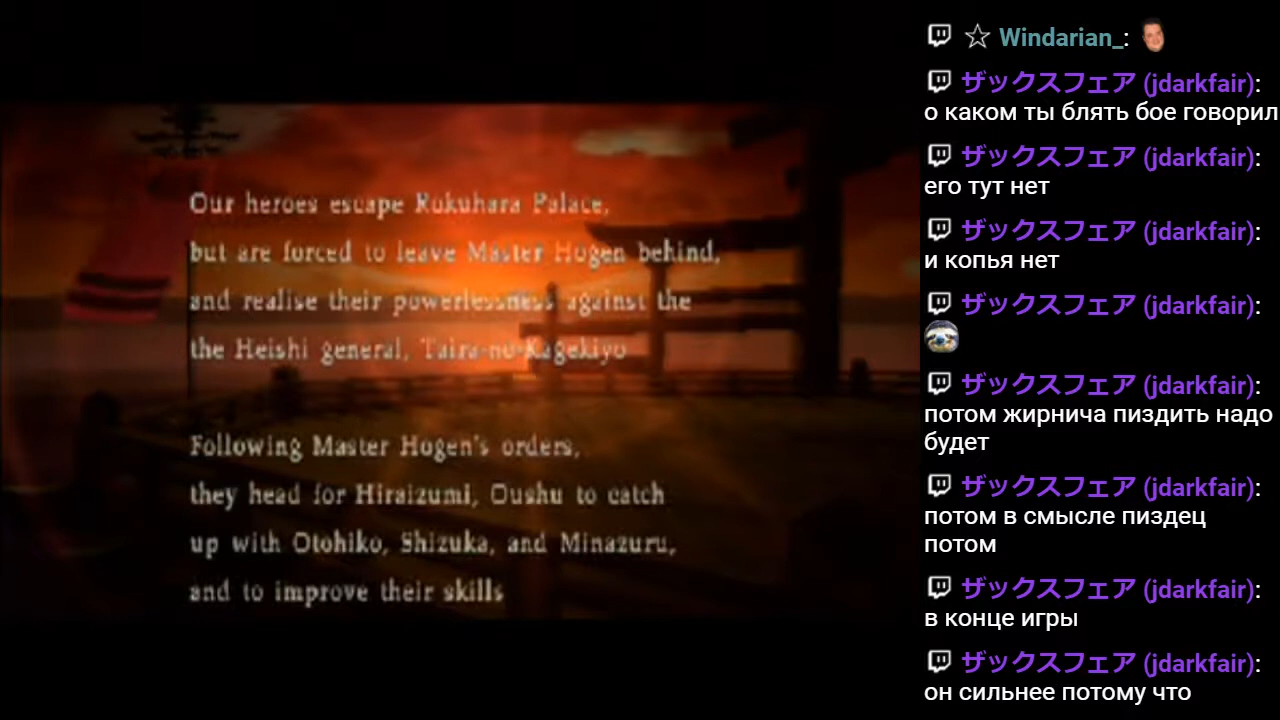 Our heroes escape Rokuhara Palace,
but are forced to leave Master Hogen behind,
and realise their powerlessness against the
the Heishi general, Taira-no-Kagekiyo
Following Master Hogen's orders,
they head for Hiraizumi, Oushu to catch
up with Otohiko, Shizuka, and Minazuru,
and to improve their skills
Windarian_:
ザックスフェア (jdarkfair):
о каком ты блять бое говорил
ザックスフェア (jdarkfair):
его тут нет
ザックスフェア (jdarkfair):
и копья нет
ザックスフェア (jdarkfair):
ザックスフェア (jdarkfair):
потом жирнича пиздить надо
будет
ザックスフェア (jdarkfair):
потом в смысле пиздец
потом
ザックスフェア (jdarkfair):
в конце игры
ザックスフェア (jdarkfair):
он сильнее потому что